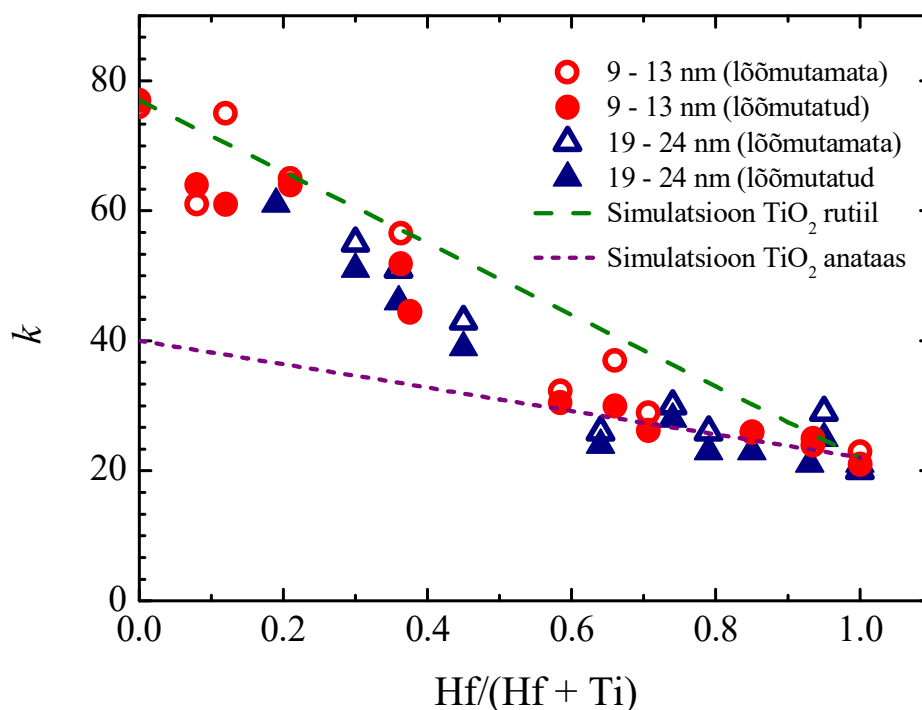 80
60
40
20
0
k
9 - 13 nm (lõõmutamata)
9 - 13 nm (lõõmutatud)
19 - 24 nm (lõõmutamata)
19 - 24 nm (lõõmutatud
Simulatsioon TiO₂ rutiil
Simulatsioon TiO₂ anataas
0.0 0.2 0.4 0.6 0.8 1.0
Hf/(Hf + Ti)